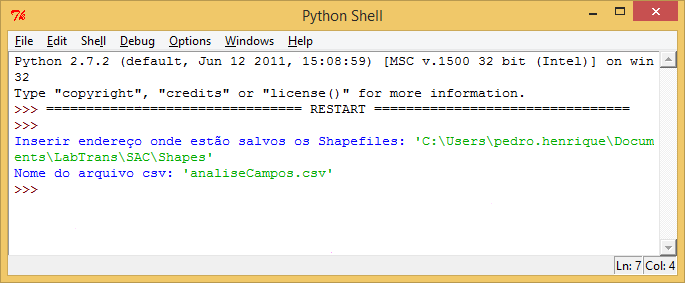 Python Shell
File Edit Shell Debug Options Windows Help
Python 2.7.2 (default, Jun 12 2011, 15:08:59) [MSC v.1500 32 bit (Intel)] on win
32
Type "copyright", "credits" or "license()" for more information.
>>> ================================ RESTART ================================
>>>
Inserir endereço onde estão salvos os Shapefiles: 'C:\Users\pedro.henrique\Docum
ents\LabTrans\SAC\Shapes'
Nome do arquivo csv: 'analiseCampos.csv'
>>>
Ln: 7 Col: 4